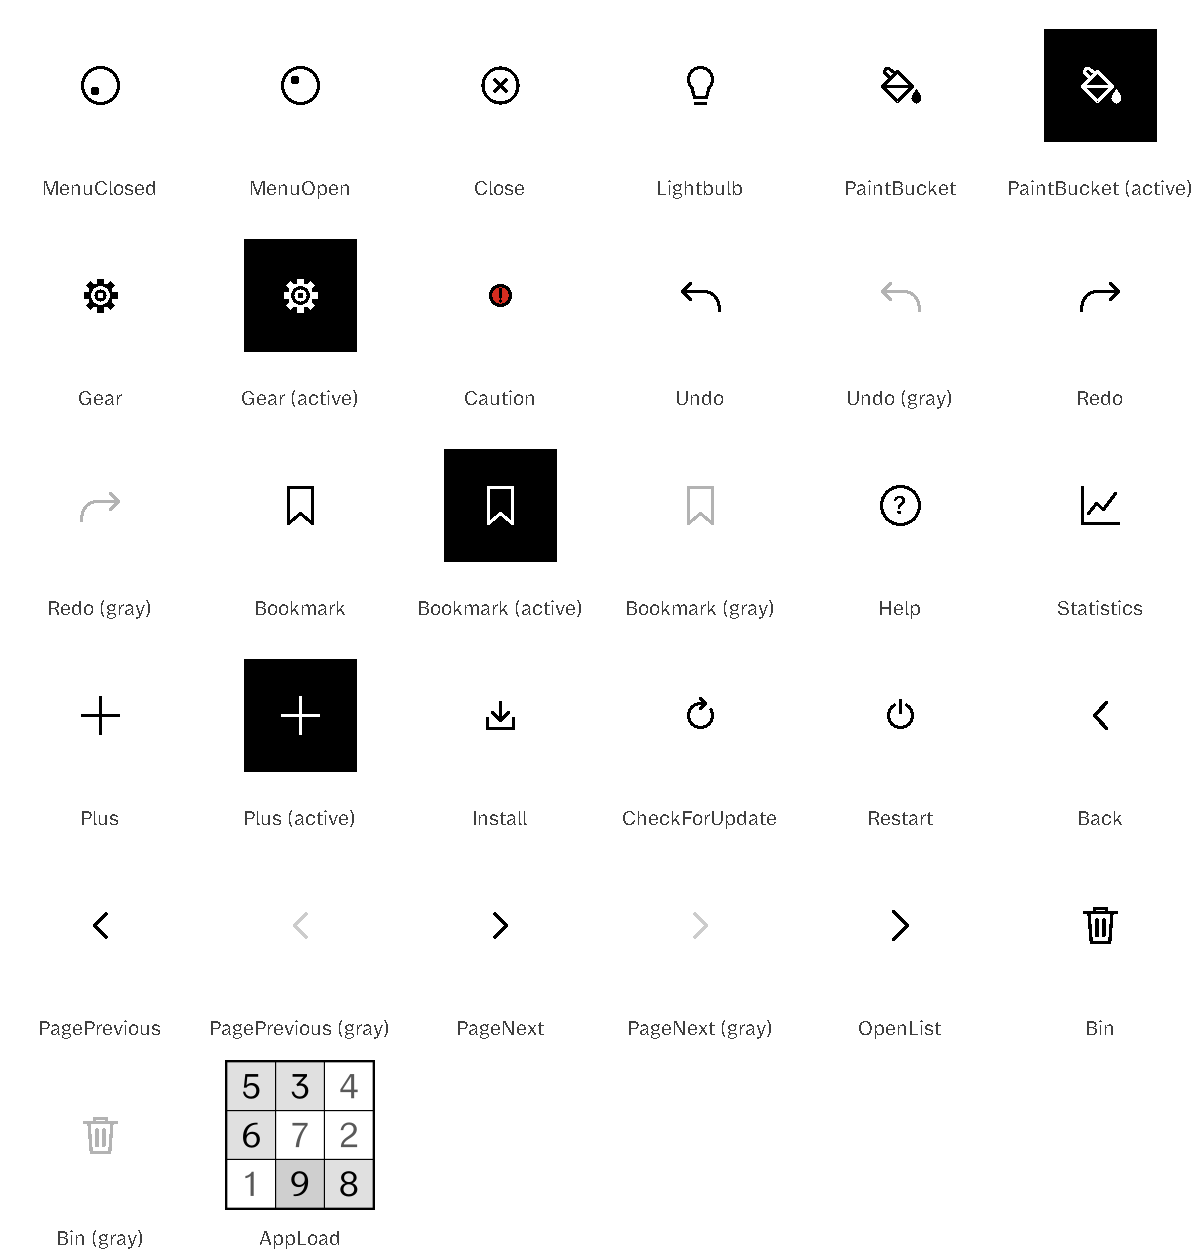 MenuClosed MenuOpen Close Lightbulb PaintBucket PaintBucket (active)
Gear Gear (active) Caution Undo Undo (gray) Redo
Redo (gray) Bookmark Bookmark (active) Bookmark (gray) Help Statistics
Plus Plus (active) Install CheckForUpdate Restart Back
PagePrevious PagePrevious (gray) PageNext PageNext (gray) OpenList Bin
5 3 4
6 7 2
1 9 8
Bin (gray) AppLoad